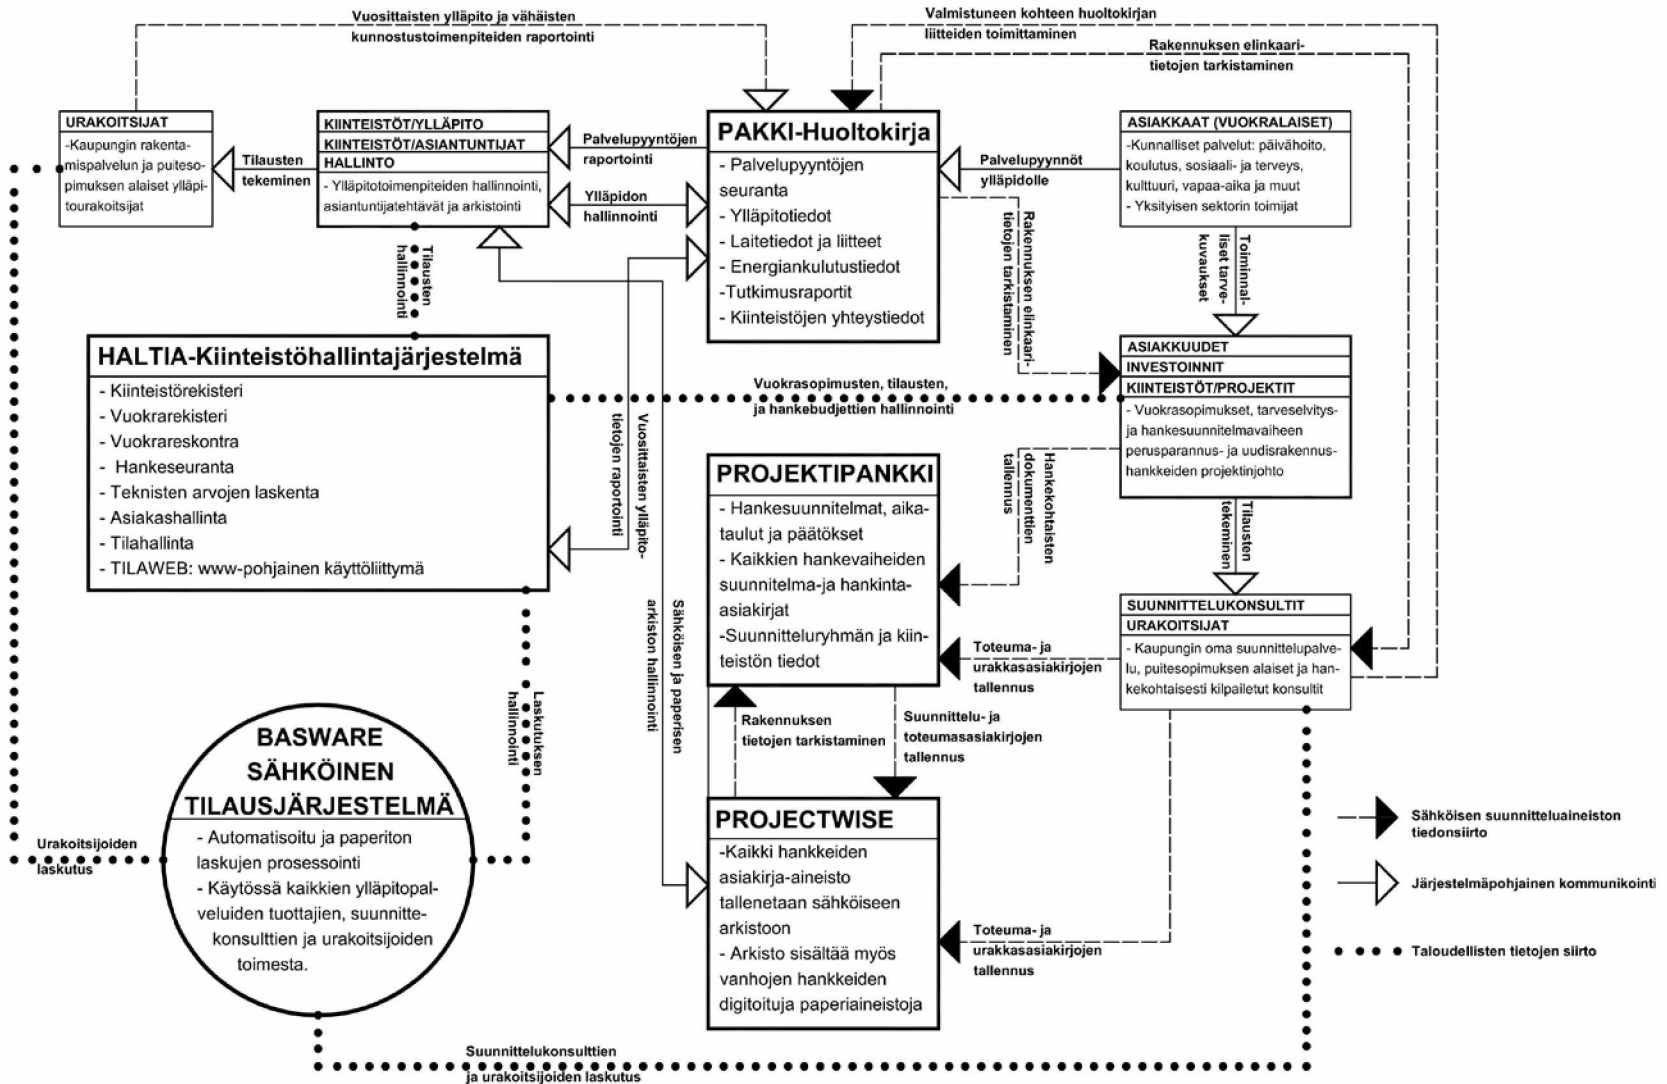 Vuosittaisten ylläpito ja vähäisten
kunnostustoimenpiteiden raportointi
Valmistuneen kohteen huoltokirjan
liitteiden toimittaminen
Rakennuksen elinkaari-
tietojen tarkistaminen
URAKOITSIJAT
-Kaupungin rakenta-
mispalvelun ja puiteso-
pimuksen alaiset ylläpi-
tourakoitsijat
Tilausten
tekeminen
KIINTEISTÖT/YLLÄPITO
KIINTEISTÖT/ASIANTUNTIJAT
HALLINTO
- Ylläpitotoimenpiteiden hallinnointi,
asiantuntijatehtävät ja arkistointi
Palvelupyyntöjen
raportointi
Ylläpidon
hallinnointi
PAKKI-Huoltokirja
- Palvelupyyntöjen
seuranta
- Ylläpitotiedot
- Laitetiedot ja liitteet
- Energiankulutustiedot
-Tutkimusraportit
- Kiinteistöjen yhteystiedot
Palvelupyynnöt
ylläpidolle
ASIAKKAAT (VUOKRALAISET)
-Kunnalliset palvelut: päivähoito,
koulutus, sosiaali- ja terveys,
kulttuuri, vapaa-aika ja muut
- Yksityisen sektorin toimijat
Tilausten
hallinnointi
Rakennuksen elinkaari-
tietojen tarkistaminen
Toiminnal-
liset tarve-
kuvaukset
HALTIA-Kiinteistöhallintajärjestelmä
- Kiinteistörekisteri
- Vuokrarekisteri
- Vuokrareskontra
- Hankeseuranta
- Teknisten arvojen laskenta
- Asiakashallinta
- Tilahallinta
- TILAWEB: www-pohjainen käyttöliittymä
Vuosittaisten ylläpito-
tietojen raportointi
Vuokrasopimusten, tilausten,
ja hankebudjettien hallinnointi
ASIAKKUUDET
INVESTOINNIT
KIINTEISTÖT/PROJEKTIT
- Vuokrasopimukset, tarveselvitys-
ja hankesuunnitelmavaiheen
perusparannus- ja uudisrakennus-
hankkeiden projektinjohto
PROJEKTIPANKKI
- Hankesuunnitelmat, aika-
taulut ja päätökset
- Kaikkien hankevaiheiden
suunnitelma-ja hankinta-
asiakirjat
-Suunnitteluryhmän ja kiin-
teistön tiedot
Hankekohtaisten
dokumenttien
tallennus
Tilausten
tekeminen
SUUNNITTELUKONSULTIT
URAKOITSIJAT
- Kaupungin oma suunnittelupalve-
lu, puitesopimuksen alaiset ja han-
kekohtaisesti kilpailetut konsultit
Toteuma- ja
urakkasasiakirjojen
tallennus
Sähköisen ja paperisen
arkiston hallinnointi
Laskutuksen
hallinnointi
Rakennuksen
tietojen tarkistaminen
Suunnittelu- ja
toteumasasiakirjojen
tallennus
BASWARE
SÄHKÖINEN
TILAUSJÄRJESTELMÄ
- Automatisoitu ja paperiton
laskujen prosessointi
- Käytössä kaikkien ylläpitopal-
veluiden tuottajien, suunnitte-
konsulttien ja urakoitsijoiden
toimesta.
Urakoitsijoiden
laskutus
PROJECTWISE
-Kaikki hankkeiden
asiakirja-aineisto
tallenetaan sähköiseen
arkistoon
- Arkisto sisältää myös
vanhojen hankkeiden
digitoituja paperiaineistoja
Toteuma- ja
urakkasasiakirjojen
tallennus
Sähköisen suunnitteluaineiston
tiedonsiirto
Järjestelmäpohjainen kommunikointi
Taloudellisten tietojen siirto
Suunnittelukonsulttien
ja urakoitsijoiden laskutus